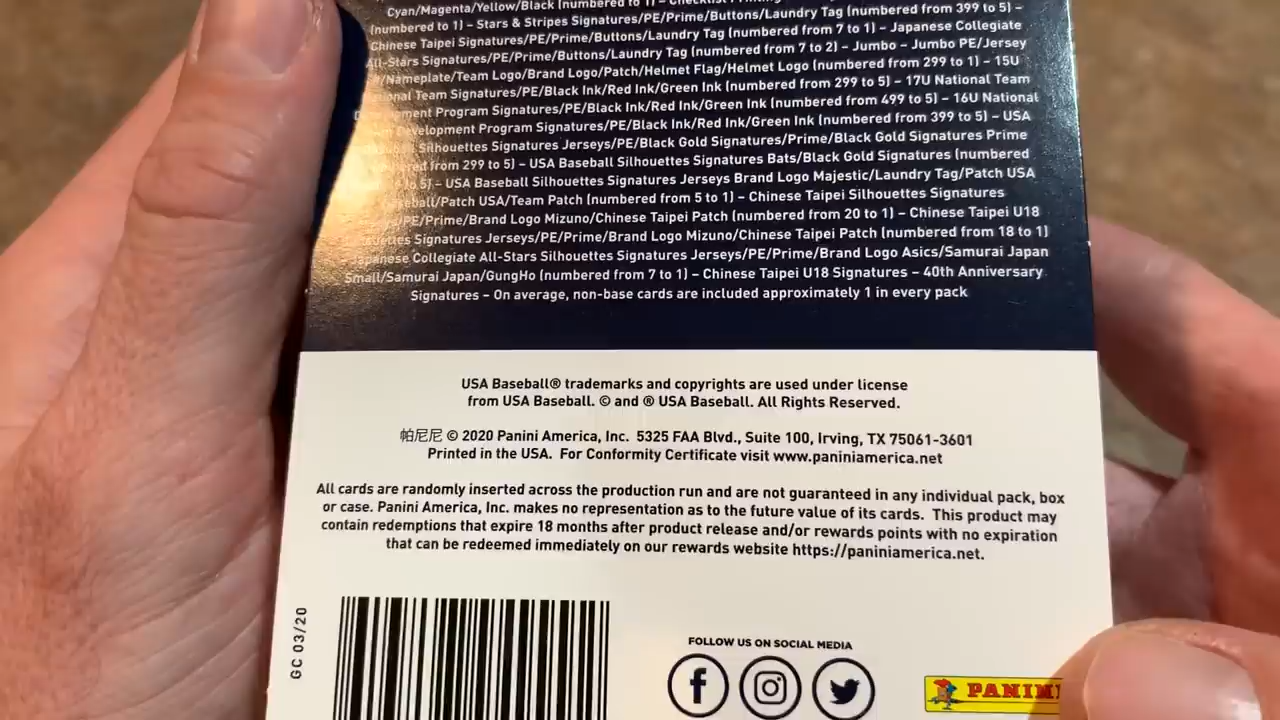 Cyan/Magenta/Yellow/Black (numbered to 1) – Checklist
(numbered to 1) – Stars & Stripes Signatures/PE/Prime/Buttons/Laundry Tag (numbered from 399 to 5) –
Chinese Taipei Signatures/PE/Prime/Buttons/Laundry Tag (numbered from 7 to 1) – Japanese Collegiate
All-Stars Signatures/PE/Prime/Buttons/Laundry Tag (numbered from 7 to 2) – Jumbo – Jumbo PE/Jersey
/Nameplate/Team Logo/Brand Logo/Patch/Helmet Flag/Helmet Logo (numbered from 299 to 1) – 15U
National Team Signatures/PE/Black Ink/Red Ink/Green Ink (numbered from 299 to 5) – 17U National Team
Development Program Signatures/PE/Black Ink/Red Ink/Green Ink (numbered from 499 to 5) – 16U National
Development Program Signatures/PE/Black Ink/Red Ink/Green Ink (numbered from 399 to 5) – USA
Silhouettes Signatures Jerseys/PE/Black Gold Signatures/Prime/Black Gold Signatures Prime
from 299 to 5) – USA Baseball Silhouettes Signatures Bats/Black Gold Signatures (numbered
to 5) – USA Baseball Silhouettes Signatures Jerseys Brand Logo Majestic/Laundry Tag/Patch USA
Baseball/Patch USA/Team Patch (numbered from 5 to 1) – Chinese Taipei Silhouettes Signatures
/PE/Prime/Brand Logo Mizuno/Chinese Taipei Patch (numbered from 20 to 1) – Chinese Taipei U18
Signatures Jerseys/PE/Prime/Brand Logo Mizuno/Chinese Taipei Patch (numbered from 18 to 1)
Japanese Collegiate All-Stars Silhouettes Signatures Jerseys/PE/Prime/Brand Logo Asics/Samurai Japan
Small/Samurai Japan/GungHo (numbered from 7 to 1) – Chinese Taipei U18 Signatures – 40th Anniversary
Signatures – On average, non-base cards are included approximately 1 in every pack
USA Baseball® trademarks and copyrights are used under license
from USA Baseball. © and ® USA Baseball. All Rights Reserved.
帕尼尼 © 2020 Panini America, Inc. 5325 FAA Blvd., Suite 100, Irving, TX 75061-3601
Printed in the USA. For Conformity Certificate visit www.paniniamerica.net
All cards are randomly inserted across the production run and are not guaranteed in any individual pack, box
or case. Panini America, Inc. makes no representation as to the future value of its cards. This product may
contain redemptions that expire 18 months after product release and/or rewards points with no expiration
that can be redeemed immediately on our rewards website https://paniniamerica.net.
GC 03/20
FOLLOW US ON SOCIAL MEDIA
PANINI